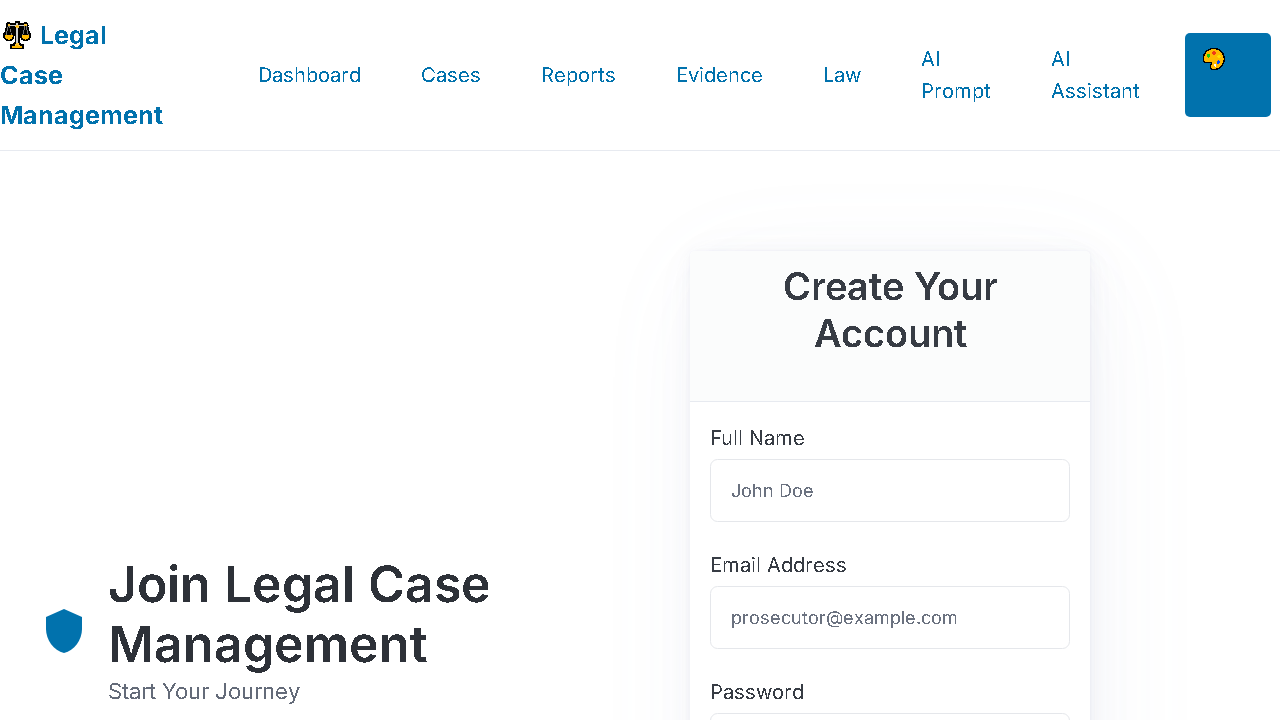 Legal
Case
Management
Dashboard
Cases
Reports
Evidence
Law
AI
Prompt
AI
Assistant
Create Your
Account
Full Name
John Doe
Email Address
prosecutor@example.com
Password
Join Legal Case
Management
Start Your Journey